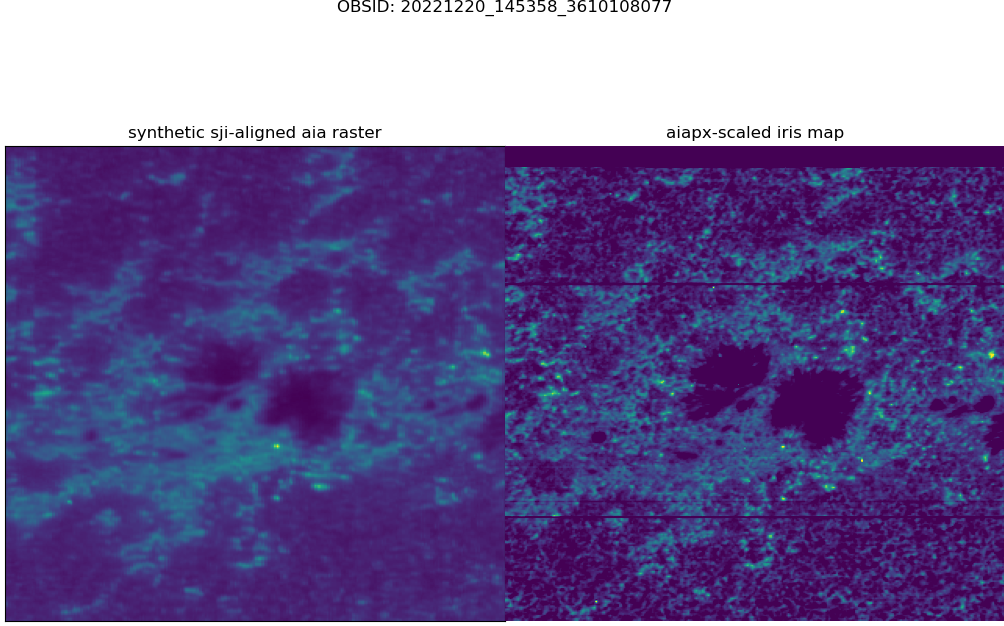 OBSID: 20221220_145358_3610108077
synthetic sji-aligned aia raster
aiapx-scaled iris map